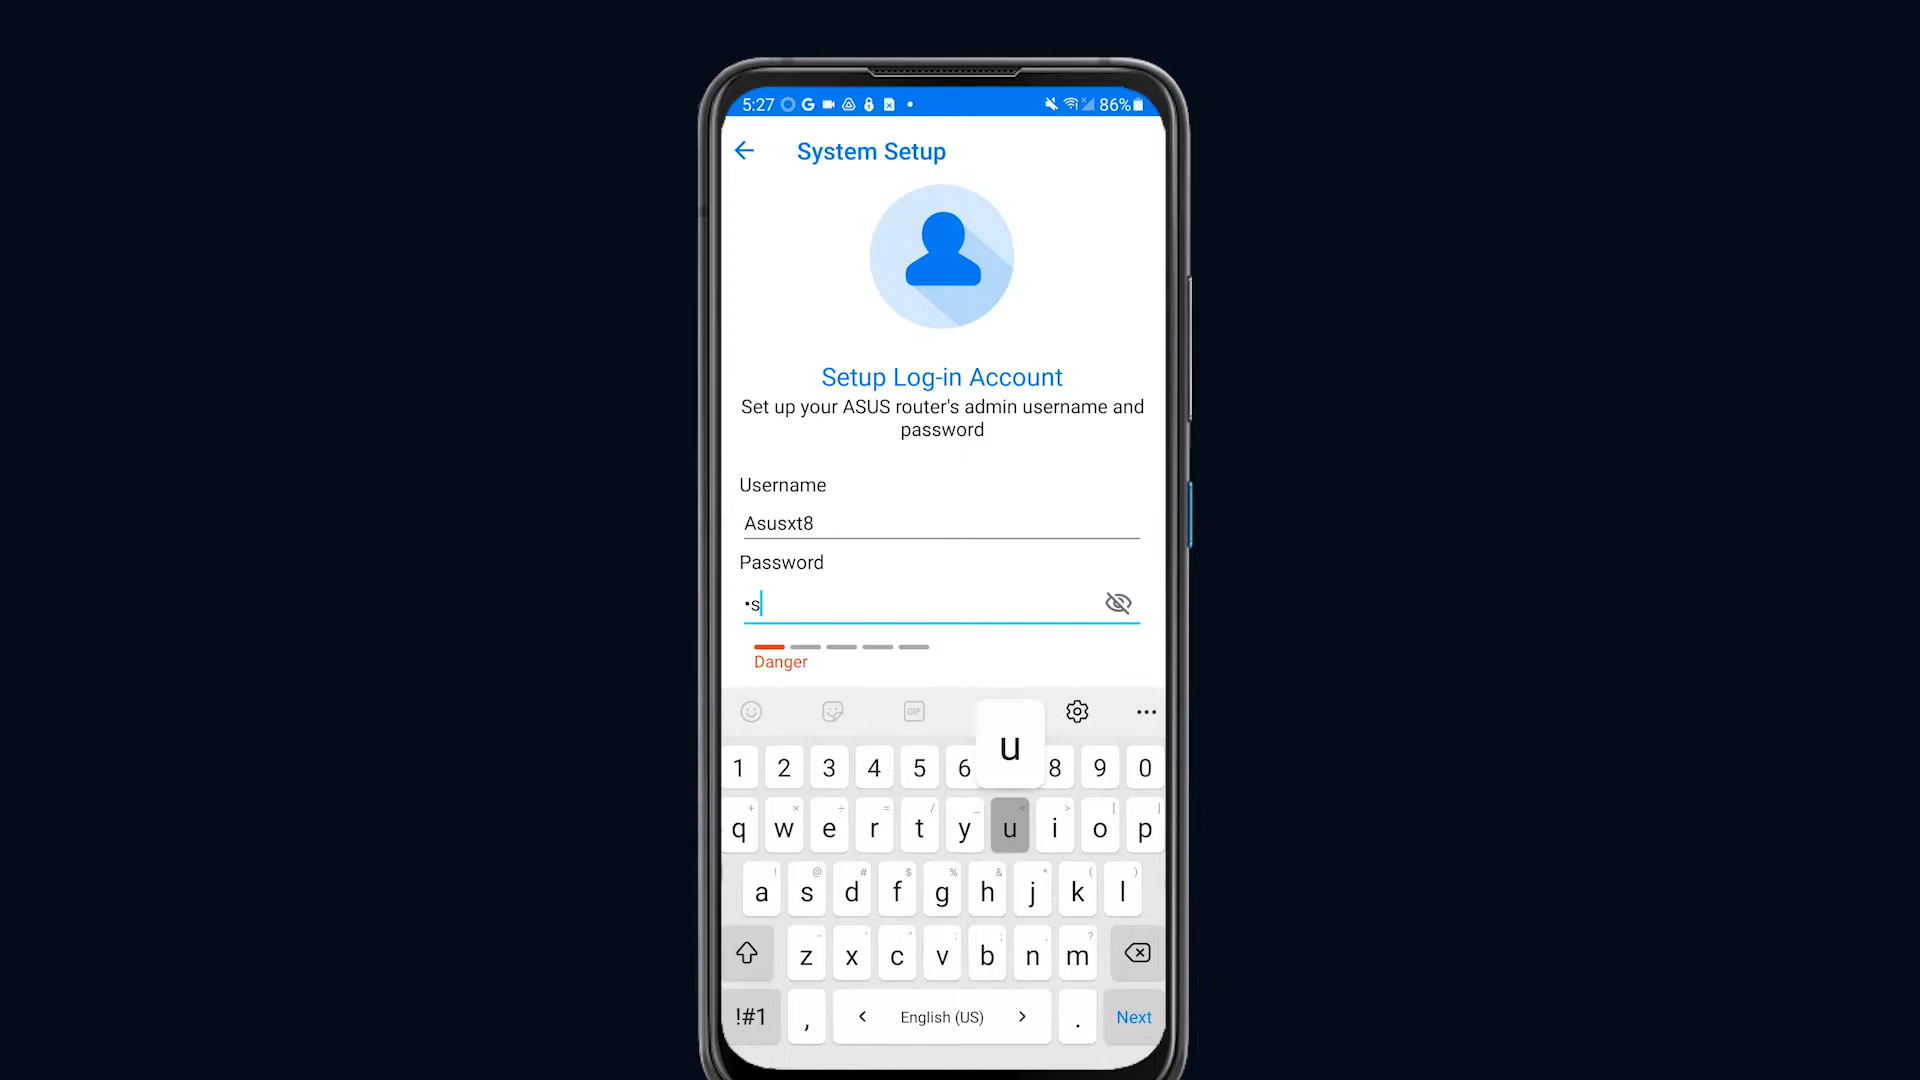 5:27 G 86%
System Setup
Setup Log-in Account
Set up your ASUS router's admin username and
password
Username
Asusxt8
Password
•s
Danger
GIF
u
1 2 3 4 5 6 8 9 0
+ × ÷ = / _ < > [ ]
q w e r t y u i o p
! @ # $ % & * ( )
a s d f g h j k l
- ' " : ; , ?
z x c v b n m
!#1 , < English (US) > . Next